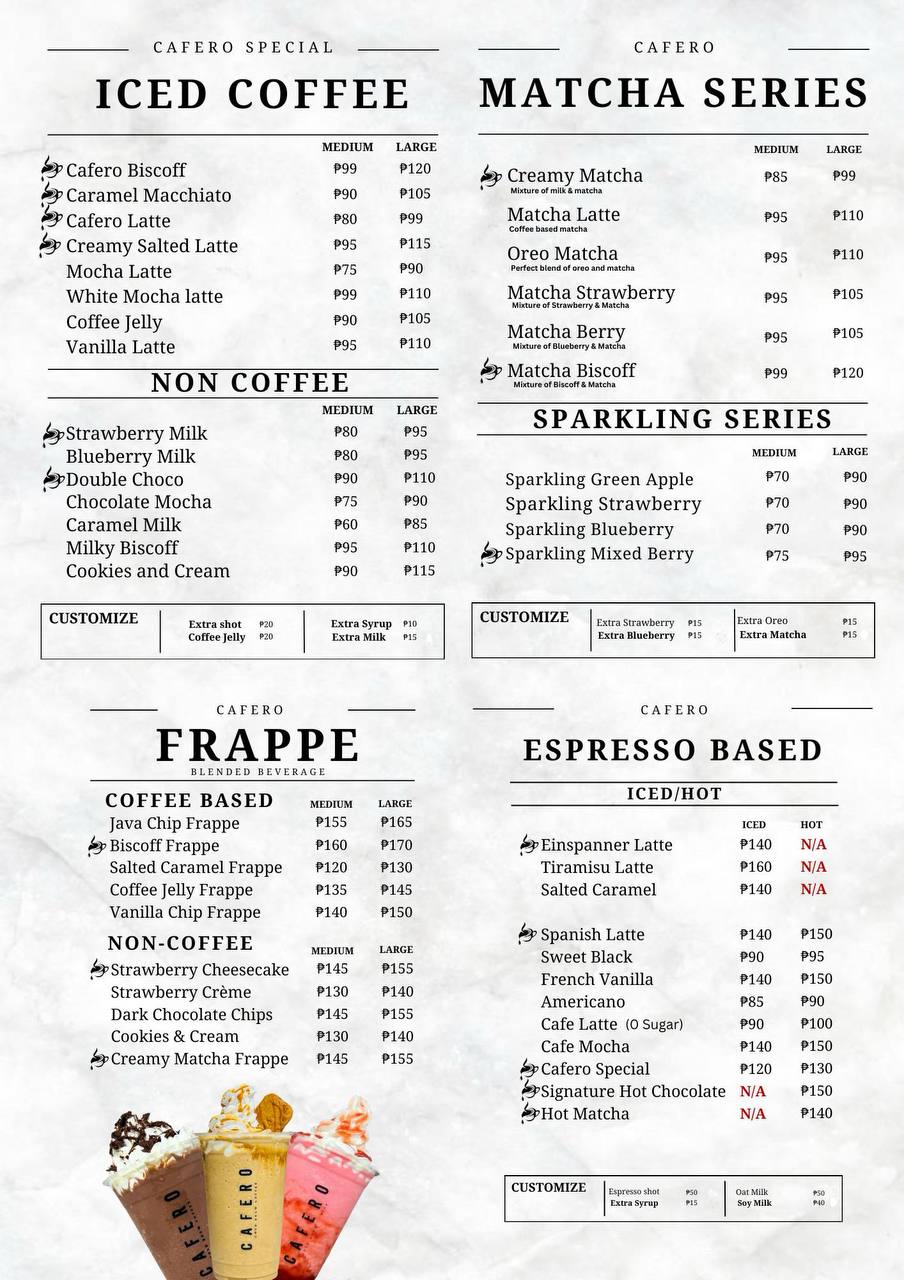 CAFERO SPECIAL
ICED COFFEE
MEDIUM LARGE
Cafero Biscoff ₱99 ₱120
Caramel Macchiato ₱90 ₱105
Cafero Latte ₱80 ₱99
Creamy Salted Latte ₱95 ₱115
Mocha Latte ₱75 ₱90
White Mocha latte ₱99 ₱110
Coffee Jelly ₱90 ₱105
Vanilla Latte ₱95 ₱110
NON COFFEE
MEDIUM LARGE
Strawberry Milk ₱80 ₱95
Blueberry Milk ₱80 ₱95
Double Choco ₱90 ₱110
Chocolate Mocha ₱75 ₱90
Caramel Milk ₱60 ₱85
Milky Biscoff ₱95 ₱110
Cookies and Cream ₱90 ₱115
CUSTOMIZE
Extra shot ₱20 Extra Syrup ₱10
Coffee Jelly ₱20 Extra Milk ₱15
CAFERO
MATCHA SERIES
MEDIUM LARGE
Creamy Matcha ₱85 ₱99
Mixture of milk & matcha
Matcha Latte ₱95 ₱110
Coffee based matcha
Oreo Matcha ₱95 ₱110
Perfect blend of oreo and matcha
Matcha Strawberry ₱95 ₱105
Mixture of Strawberry & Matcha
Matcha Berry ₱95 ₱105
Mixture of Blueberry & Matcha
Matcha Biscoff ₱99 ₱120
Mixture of Biscoff & Matcha
SPARKLING SERIES
MEDIUM LARGE
Sparkling Green Apple ₱70 ₱90
Sparkling Strawberry ₱70 ₱90
Sparkling Blueberry ₱70 ₱90
Sparkling Mixed Berry ₱75 ₱95
CUSTOMIZE
Extra Strawberry ₱15 Extra Oreo ₱15
Extra Blueberry ₱15 Extra Matcha ₱15
CAFERO
FRAPPE
BLENDED BEVERAGE
COFFEE BASED MEDIUM LARGE
Java Chip Frappe ₱155 ₱165
Biscoff Frappe ₱160 ₱170
Salted Caramel Frappe ₱120 ₱130
Coffee Jelly Frappe ₱135 ₱145
Vanilla Chip Frappe ₱140 ₱150
NON-COFFEE MEDIUM LARGE
Strawberry Cheesecake ₱145 ₱155
Strawberry Crème ₱130 ₱140
Dark Chocolate Chips ₱145 ₱155
Cookies & Cream ₱130 ₱140
Creamy Matcha Frappe ₱145 ₱155
CAFERO
CAFERO
CAFERO
CAFERO
ESPRESSO BASED
ICED/HOT
ICED HOT
Einspanner Latte ₱140 N/A
Tiramisu Latte ₱160 N/A
Salted Caramel ₱140 N/A
Spanish Latte ₱140 ₱150
Sweet Black ₱90 ₱95
French Vanilla ₱140 ₱150
Americano ₱85 ₱90
Cafe Latte (O Sugar) ₱90 ₱100
Cafe Mocha ₱140 ₱150
Cafero Special ₱120 ₱130
Signature Hot Chocolate N/A ₱150
Hot Matcha N/A ₱140
CUSTOMIZE
Espresso shot ₱50 Oat Milk ₱50
Extra Syrup ₱15 Soy Milk ₱40